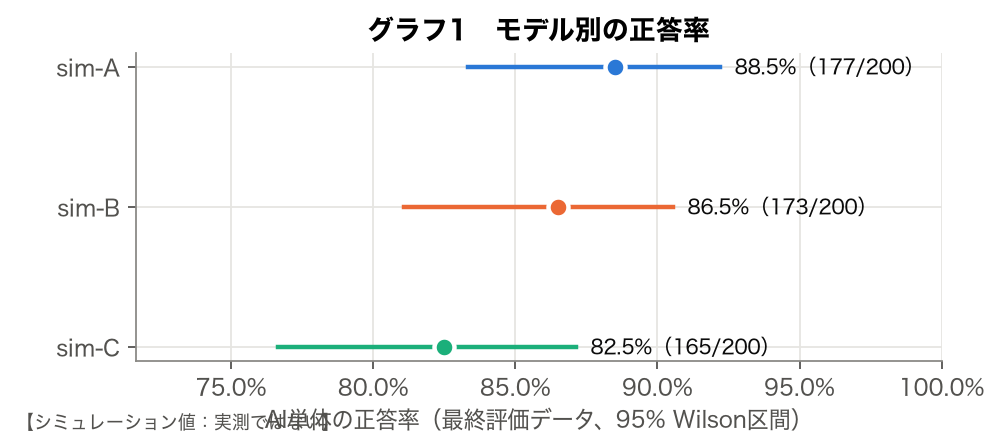 グラフ1　モデル別の正答率
sim-A
88.5%（177/200）
sim-B
86.5%（173/200）
sim-C
82.5%（165/200）
75.0% 80.0% 85.0% 90.0% 95.0% 100.0%
【シミュレーション値：実測でない】
AI単体の正答率（最終評価データ、95% Wilson区間）